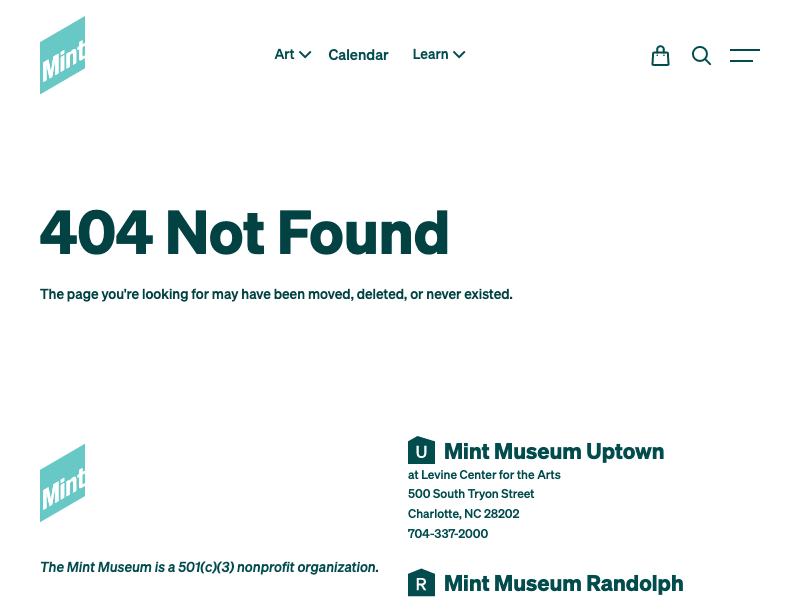 Mint
Art
Calendar
Learn
404 Not Found
The page you're looking for may have been moved, deleted, or never existed.
Mint
The Mint Museum is a 501(c)(3) nonprofit organization.
U Mint Museum Uptown
at Levine Center for the Arts
500 South Tryon Street
Charlotte, NC 28202
704-337-2000
R Mint Museum Randolph